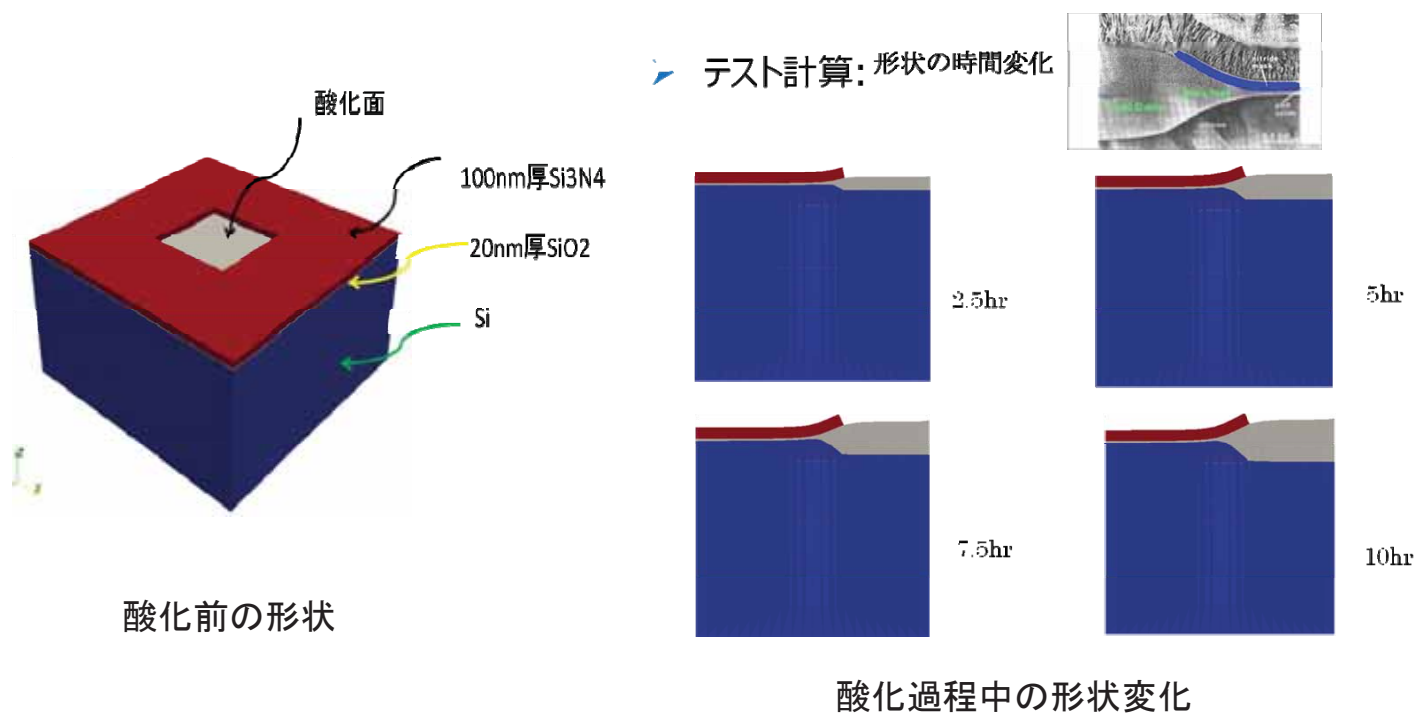 酸化面
100nm厚Si3N4
20nm厚SiO2
Si
酸化前の形状
テスト計算: 形状の時間変化
nitride
mask
2.5hr
5hr
7.5hr
10hr
酸化過程中の形状変化